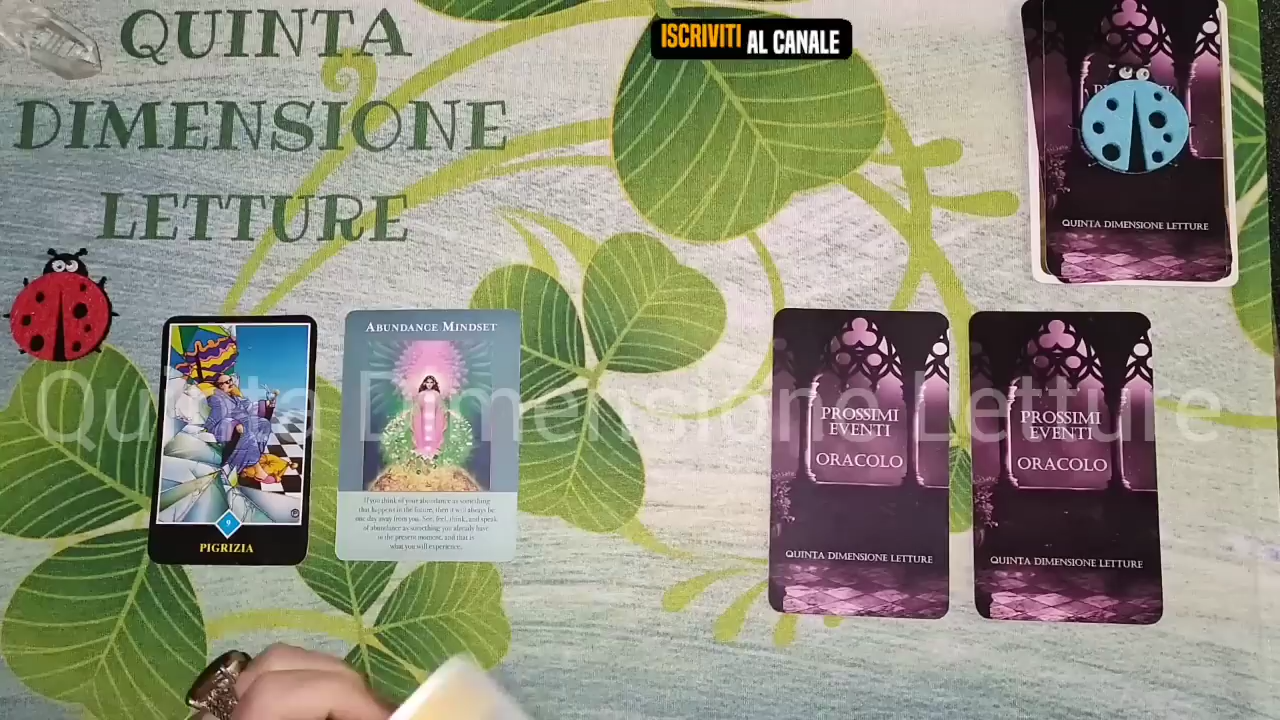 QUINTA
DIMENSIONE
LETTURE
ISCRIVITI AL CANALE
QUINTA DIMENSIONE LETTURE
ABUNDANCE MINDSET
If you think of your abundance as something
that happens in the future, then it will always be
one day away from you. See, feel, think, and speak
of abundance as something you already have
in the present moment, and that is
what you will experience.
9
PIGRIZIA
PROSSIMI
EVENTI
ORACOLO
QUINTA DIMENSIONE LETTURE
PROSSIMI
EVENTI
ORACOLO
QUINTA DIMENSIONE LETTURE
Quinta Dimensione Letture